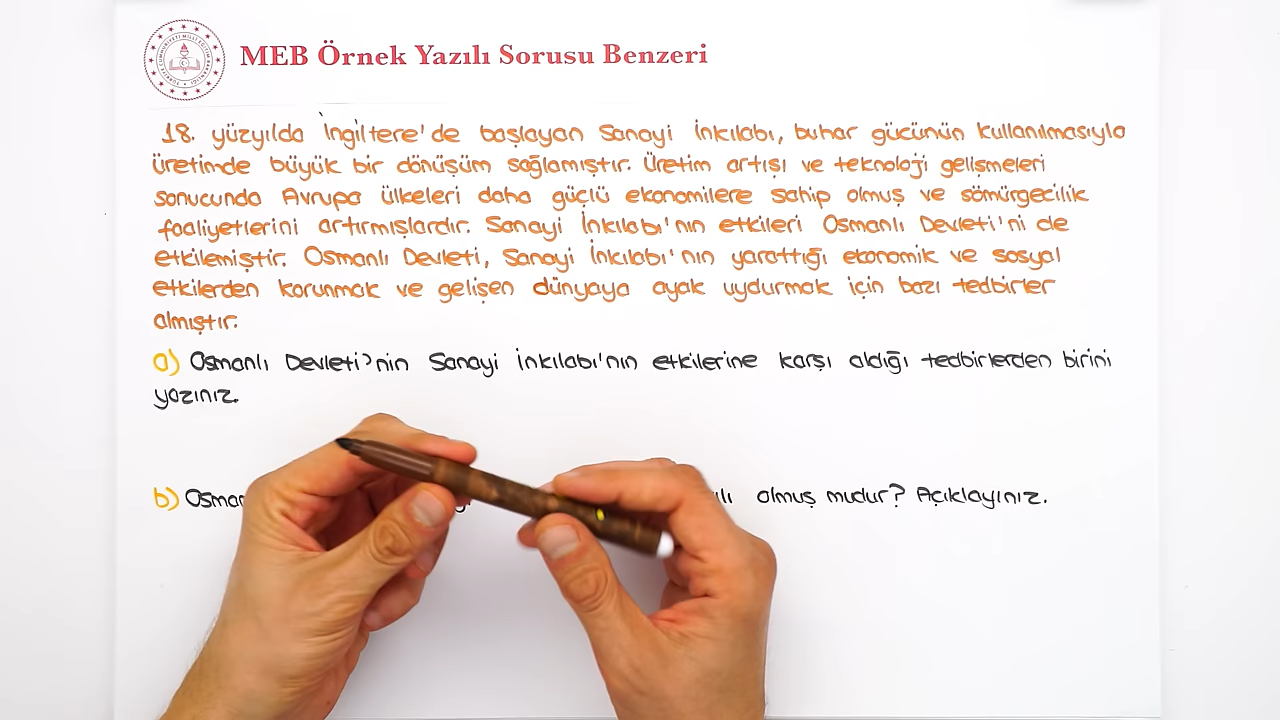 MEB Örnek Yazılı Sorusu Benzeri
18. yüzyılda İngiltere'de başlayan Sanayi İnkılabı, buhar gücünün kullanılmasıyla
üretimde büyük bir dönüşüm sağlamıştır. Üretim artışı ve teknoloji gelişmeleri
sonucunda Avrupa ülkeleri daha güçlü ekonomilere sahip olmuş ve sömürgecilik
faaliyetlerini artırmışlardır. Sanayi İnkılabı'nın etkileri Osmanlı Devleti'ni de
etkilemiştir. Osmanlı Devleti, Sanayi İnkılabı'nın yarattığı ekonomik ve sosyal
etkilerden korunmak ve gelişen dünyaya ayak uydurmak için bazı tedbirler
almıştır.
a) Osmanlı Devleti'nin Sanayi İnkılabı'nın etkilerine karşı aldığı tedbirlerden birini
yazınız.
b) olmuş mudur? Açıklayınız.